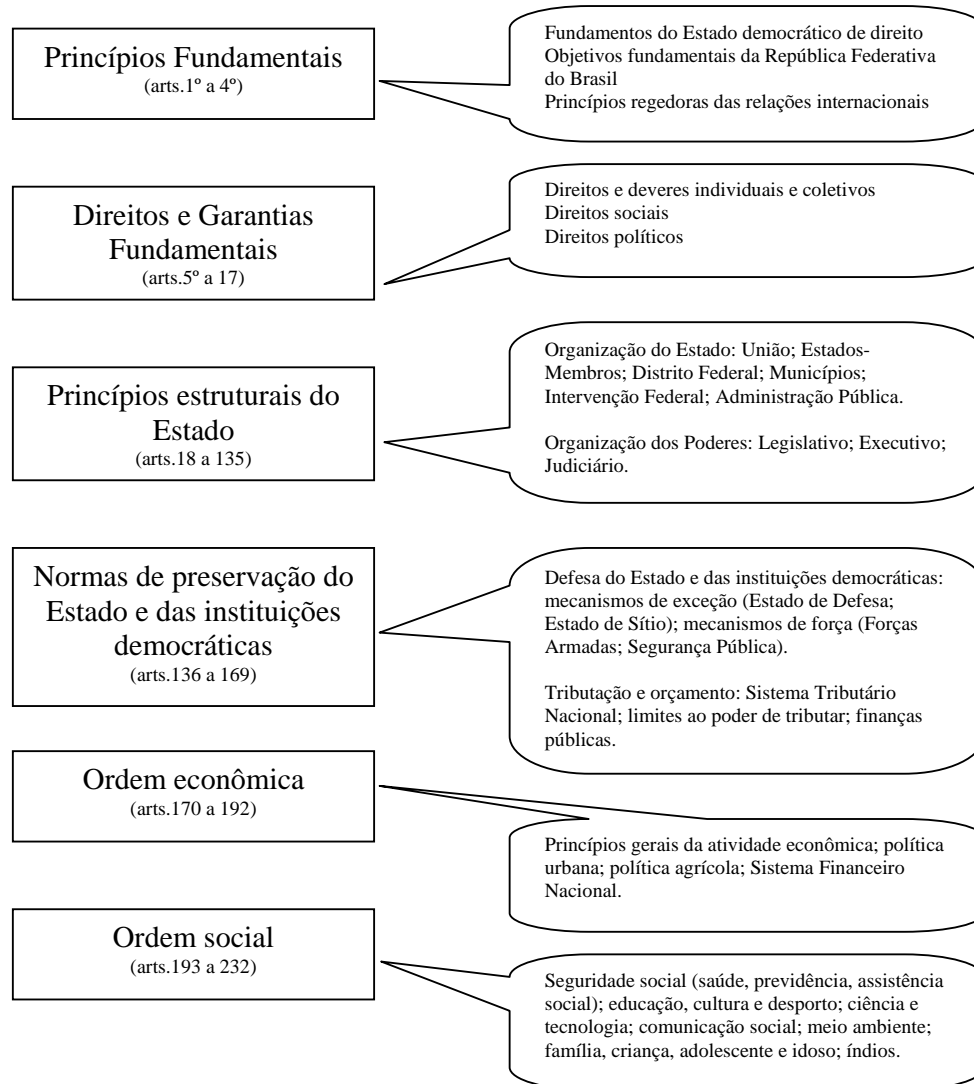 Princípios Fundamentais
(arts.1º a 4º)
Fundamentos do Estado democrático de direito
Objetivos fundamentais da República Federativa
do Brasil
Princípios regedoras das relações internacionais
Direitos e Garantias
Fundamentais
(arts.5º a 17)
Direitos e deveres individuais e coletivos
Direitos sociais
Direitos políticos
Princípios estruturais do
Estado
(arts.18 a 135)
Organização do Estado: União; Estados-
Membros; Distrito Federal; Municípios;
Intervenção Federal; Administração Pública.
Organização dos Poderes: Legislativo; Executivo;
Judiciário.
Normas de preservação do
Estado e das instituições
democráticas
(arts.136 a 169)
Defesa do Estado e das instituições democráticas:
mecanismos de exceção (Estado de Defesa;
Estado de Sítio); mecanismos de força (Forças
Armadas; Segurança Pública).
Tributação e orçamento: Sistema Tributário
Nacional; limites ao poder de tributar; finanças
públicas.
Ordem econômica
(arts.170 a 192)
Princípios gerais da atividade econômica; política
urbana; política agrícola; Sistema Financeiro
Nacional.
Ordem social
(arts.193 a 232)
Seguridade social (saúde, previdência, assistência
social); educação, cultura e desporto; ciência e
tecnologia; comunicação social; meio ambiente;
família, criança, adolescente e idoso; índios.